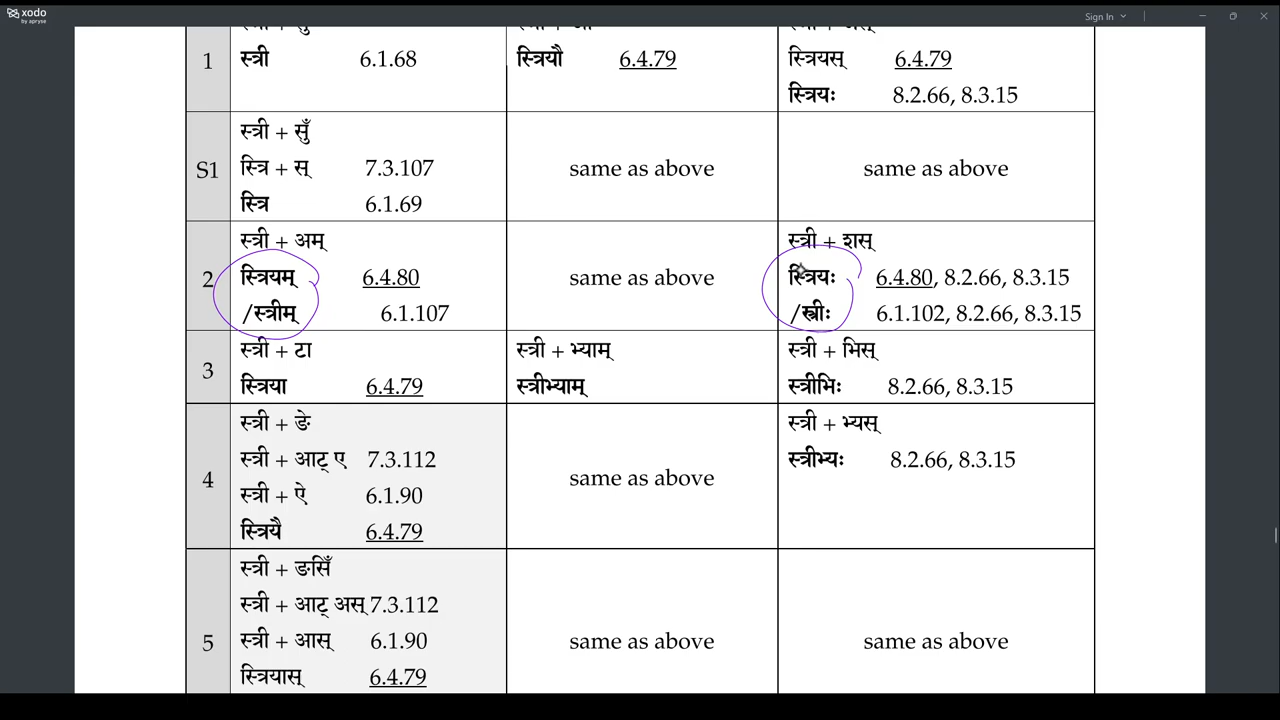 xodo
by apryse
Sign In
1
स्त्री 6.1.68
स्त्रियौ 6.4.79
स्त्रियस् 6.4.79
स्त्रियः 8.2.66, 8.3.15
S1
स्त्री + सुँ
स्त्रि + स् 7.3.107
स्त्रि 6.1.69
same as above
same as above
2
स्त्री + अम्
स्त्रियम् 6.4.80
/स्त्रीम् 6.1.107
same as above
स्त्री + शस्
स्त्रियः 6.4.80, 8.2.66, 8.3.15
/स्त्रीः 6.1.102, 8.2.66, 8.3.15
3
स्त्री + टा
स्त्रिया 6.4.79
स्त्री + भ्याम्
स्त्रीभ्याम्
स्त्री + भिस्
स्त्रीभिः 8.2.66, 8.3.15
4
स्त्री + ङे
स्त्री + आट् ए 7.3.112
स्त्री + ऐ 6.1.90
स्त्रियै 6.4.79
same as above
स्त्री + भ्यस्
स्त्रीभ्यः 8.2.66, 8.3.15
5
स्त्री + ङसिँ
स्त्री + आट् अस् 7.3.112
स्त्री + आस् 6.1.90
स्त्रियास् 6.4.79
same as above
same as above